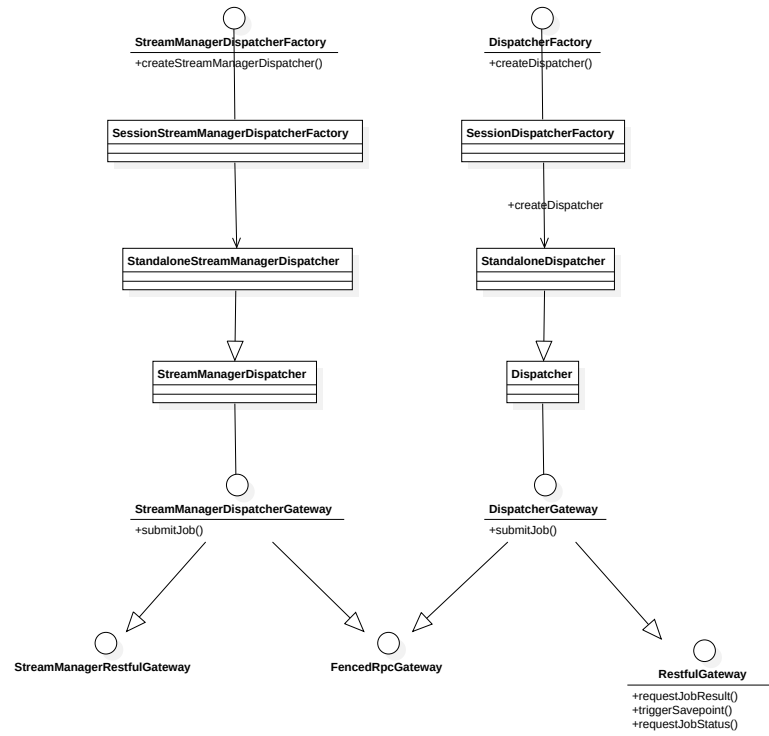 StreamManagerDispatcherFactory
+createStreamManagerDispatcher()
DispatcherFactory
+createDispatcher()
SessionStreamManagerDispatcherFactory
SessionDispatcherFactory
+createDispatcher
StandaloneStreamManagerDispatcher
StandaloneDispatcher
StreamManagerDispatcher
Dispatcher
StreamManagerDispatcherGateway
+submitJob()
DispatcherGateway
+submitJob()
StreamManagerRestfulGateway
FencedRpcGateway
RestfulGateway
+requestJobResult()
+triggerSavepoint()
+requestJobStatus()